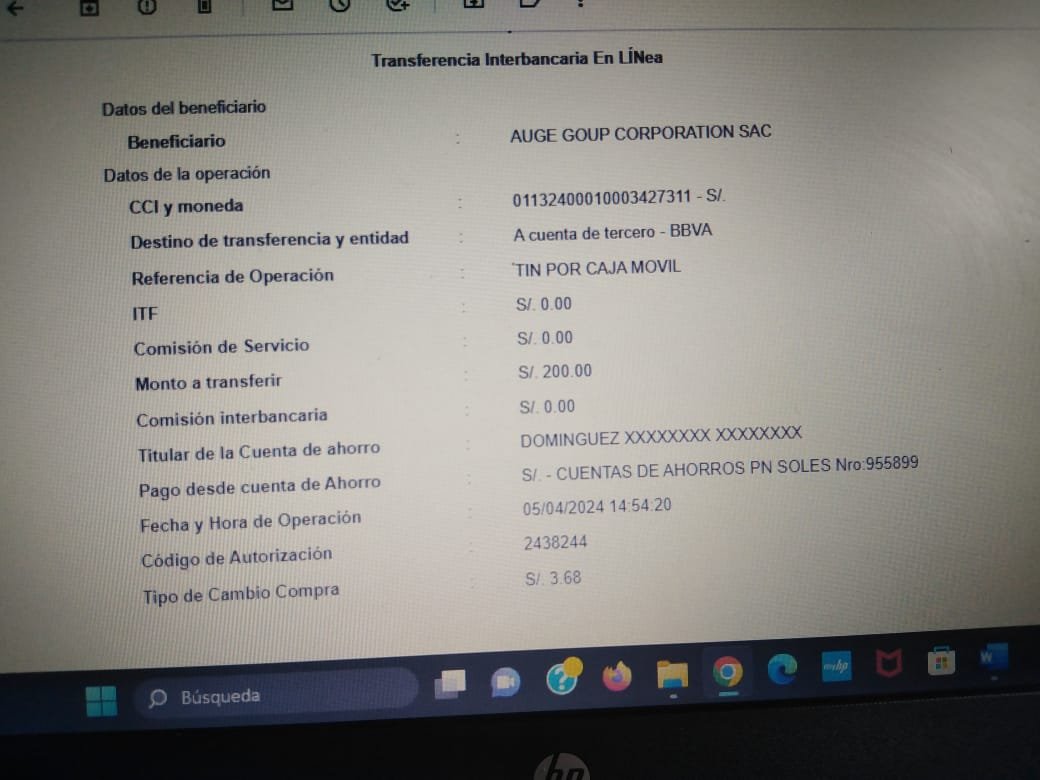 Transferencia Interbancaria En LÍNea
Datos del beneficiario
Beneficiario : AUGE GOUP CORPORATION SAC
Datos de la operación
CCI y moneda : 01132400010003427311 - S/.
Destino de transferencia y entidad : A cuenta de tercero - BBVA
Referencia de Operación : TIN POR CAJA MOVIL
ITF : S/. 0.00
Comisión de Servicio : S/. 0.00
Monto a transferir : S/. 200.00
Comisión interbancaria : S/. 0.00
Titular de la Cuenta de ahorro : DOMINGUEZ XXXXXXXX XXXXXXXX
Pago desde cuenta de Ahorro : S/. - CUENTAS DE AHORROS PN SOLES Nro:955899
Fecha y Hora de Operación : 05/04/2024 14:54:20
Código de Autorización : 2438244
Tipo de Cambio Compra : S/. 3.68
Búsqueda
myhp
W
hp